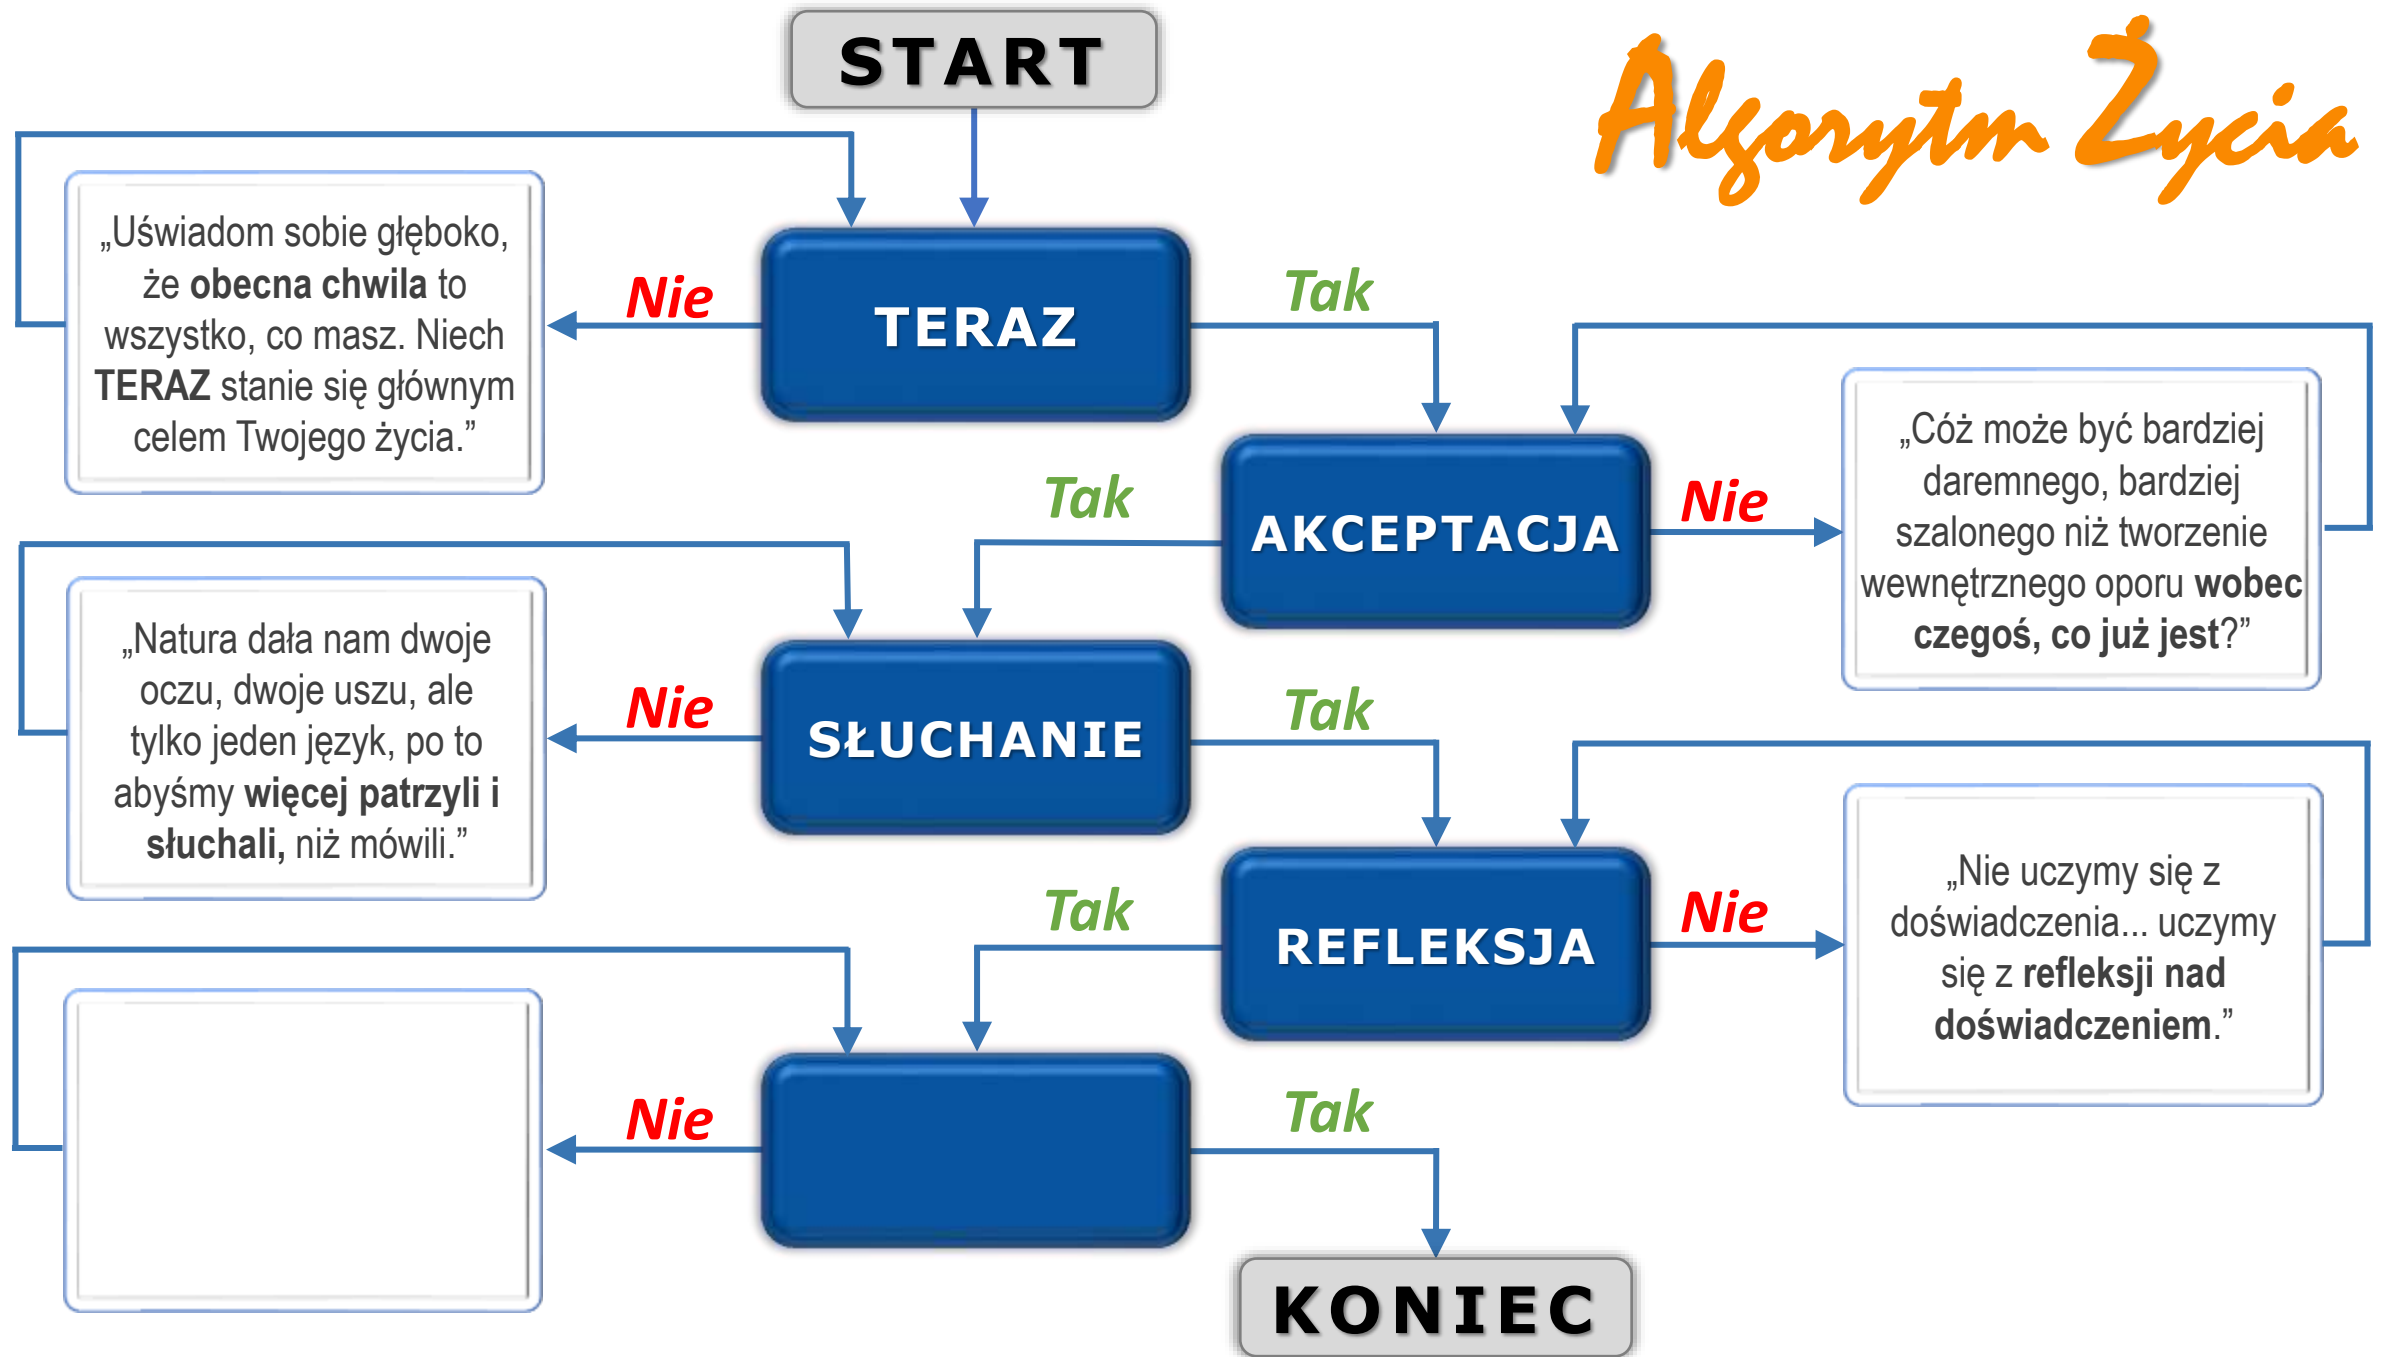 START
Algorytm Życia
„Uświadom sobie głęboko,
że obecna chwila to
wszystko, co masz. Niech
TERAZ stanie się głównym
celem Twojego życia.”
Nie
TERAZ
Tak
„Cóż może być bardziej
daremnego, bardziej
szalonego niż tworzenie
wewnętrznego oporu wobec
czegoś, co już jest?”
Tak
AKCEPTACJA
Nie
„Natura dała nam dwoje
oczu, dwoje uszu, ale
tylko jeden język, po to
abyśmy więcej patrzyli i
słuchali, niż mówili.”
Nie
SŁUCHANIE
Tak
„Nie uczymy się z
doświadczenia... uczymy
się z refleksji nad
doświadczeniem.”
Tak
REFLEKSJA
Nie
Nie
Tak
KONIEC